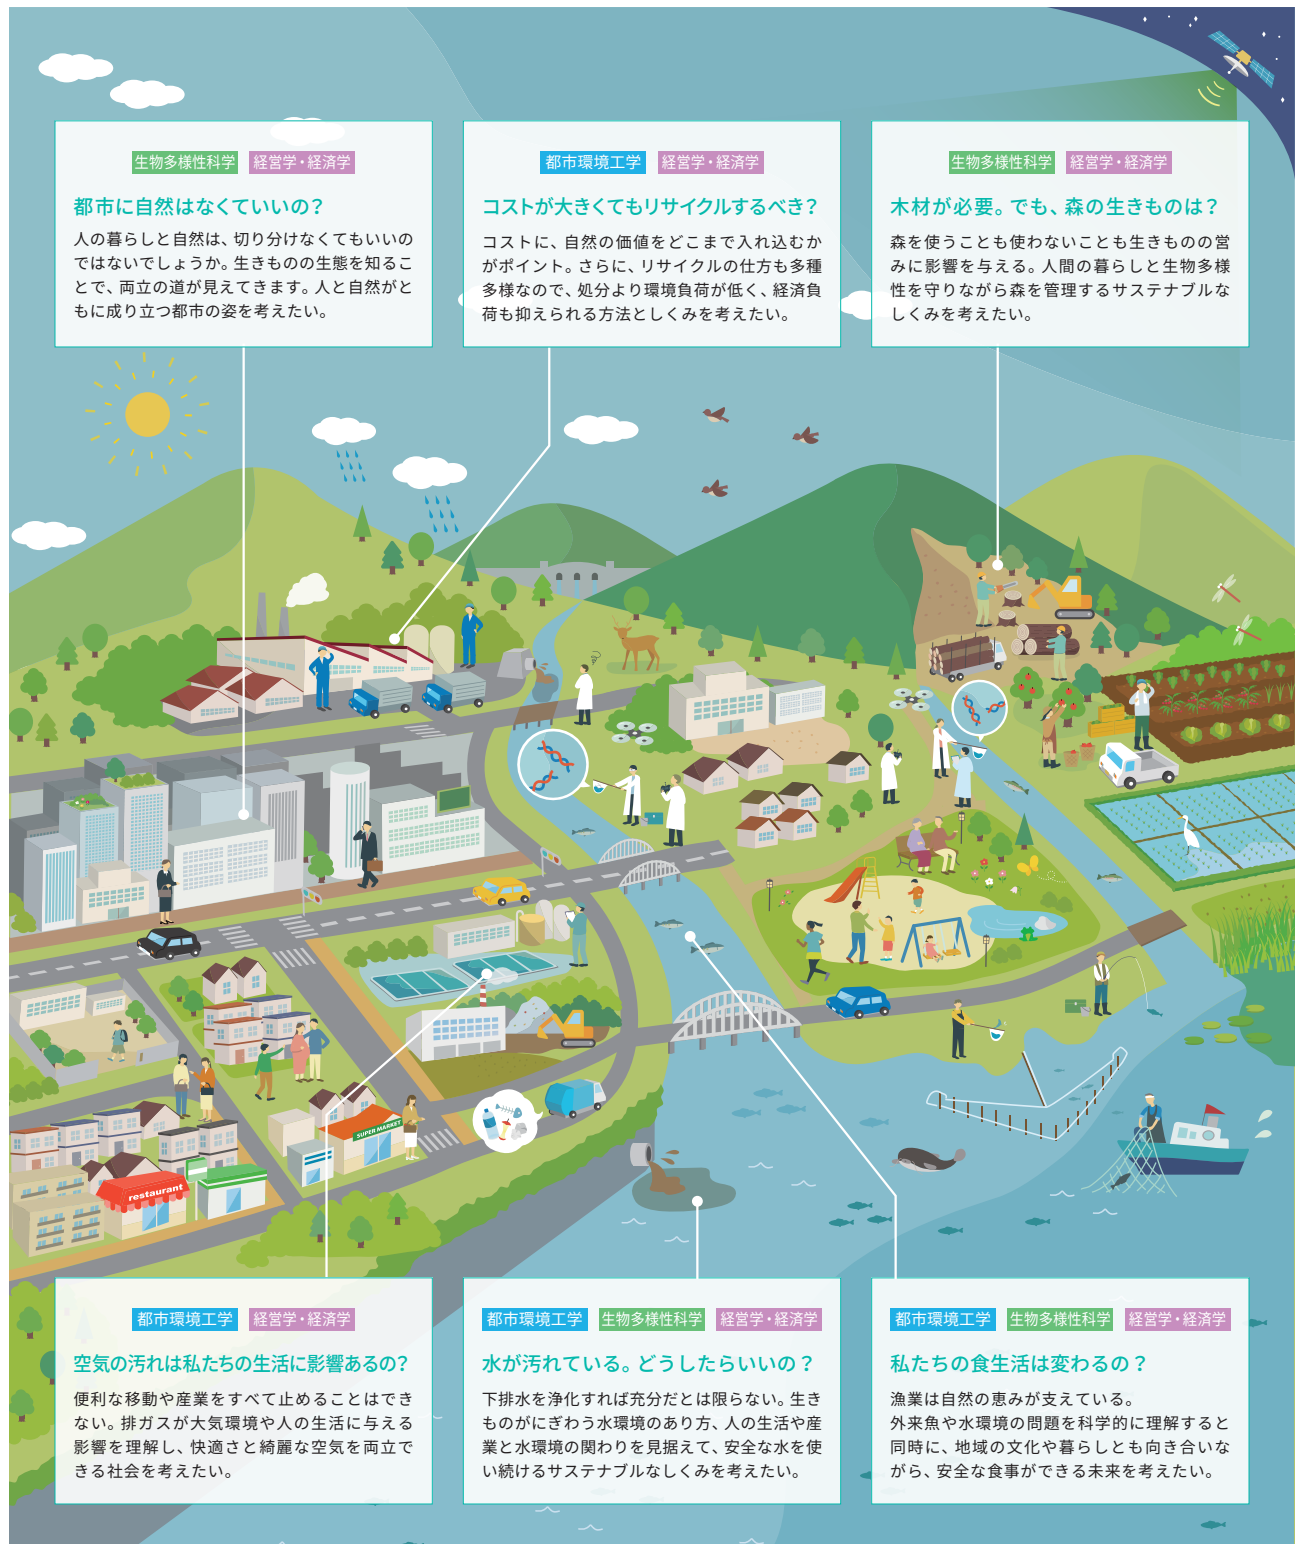 生物多様性科学 経営学・経済学
都市に自然はなくていいの？
人の暮らしと自然は、切り分けなくてもいいの
ではないでしょうか。生きものの生態を知るこ
とで、両立の道が見えてきます。人と自然がと
もに成り立つ都市の姿を考えたい。
都市環境工学 経営学・経済学
コストが大きくてもリサイクルするべき？
コストに、自然の価値をどこまで入れ込むか
がポイント。さらに、リサイクルの仕方も多種
多様なので、処分より環境負荷が低く、経済負
荷も抑えられる方法としくみを考えたい。
生物多様性科学 経営学・経済学
木材が必要。でも、森の生きものは？
森を使うことも使わないことも生きものの営
みに影響を与える。人間の暮らしと生物多様
性を守りながら森を管理するサステナブルな
しくみを考えたい。
SUPER MARKET
restaurant
都市環境工学 経営学・経済学
空気の汚れは私たちの生活に影響あるの？
便利な移動や産業をすべて止めることはでき
ない。排ガスが大気環境や人の生活に与える
影響を理解し、快適さと綺麗な空気を両立で
きる社会を考えたい。
都市環境工学 生物多様性科学 経営学・経済学
水が汚れている。どうしたらいいの？
下排水を浄化すれば充分だとは限らない。生き
ものがにぎわう水環境のあり方、人の生活や産
業と水環境の関わりを見据えて、安全な水を使
い続けるサステナブルなしくみを考えたい。
都市環境工学 生物多様性科学 経営学・経済学
私たちの食生活は変わるの？
漁業は自然の恵みが支えている。
外来魚や水環境の問題を科学的に理解すると
同時に、地域の文化や暮らしとも向き合いな
がら、安全な食事ができる未来を考えたい。